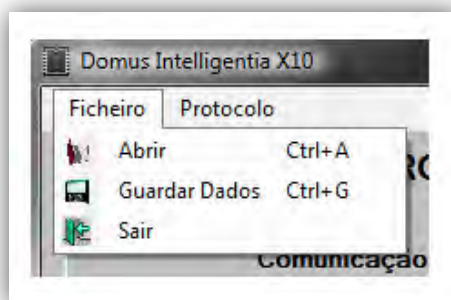 Domus Intelligentia X10
Ficheiro Protocolo
Abrir Ctrl+A
Guardar Dados Ctrl+G
Sair
Comunicação